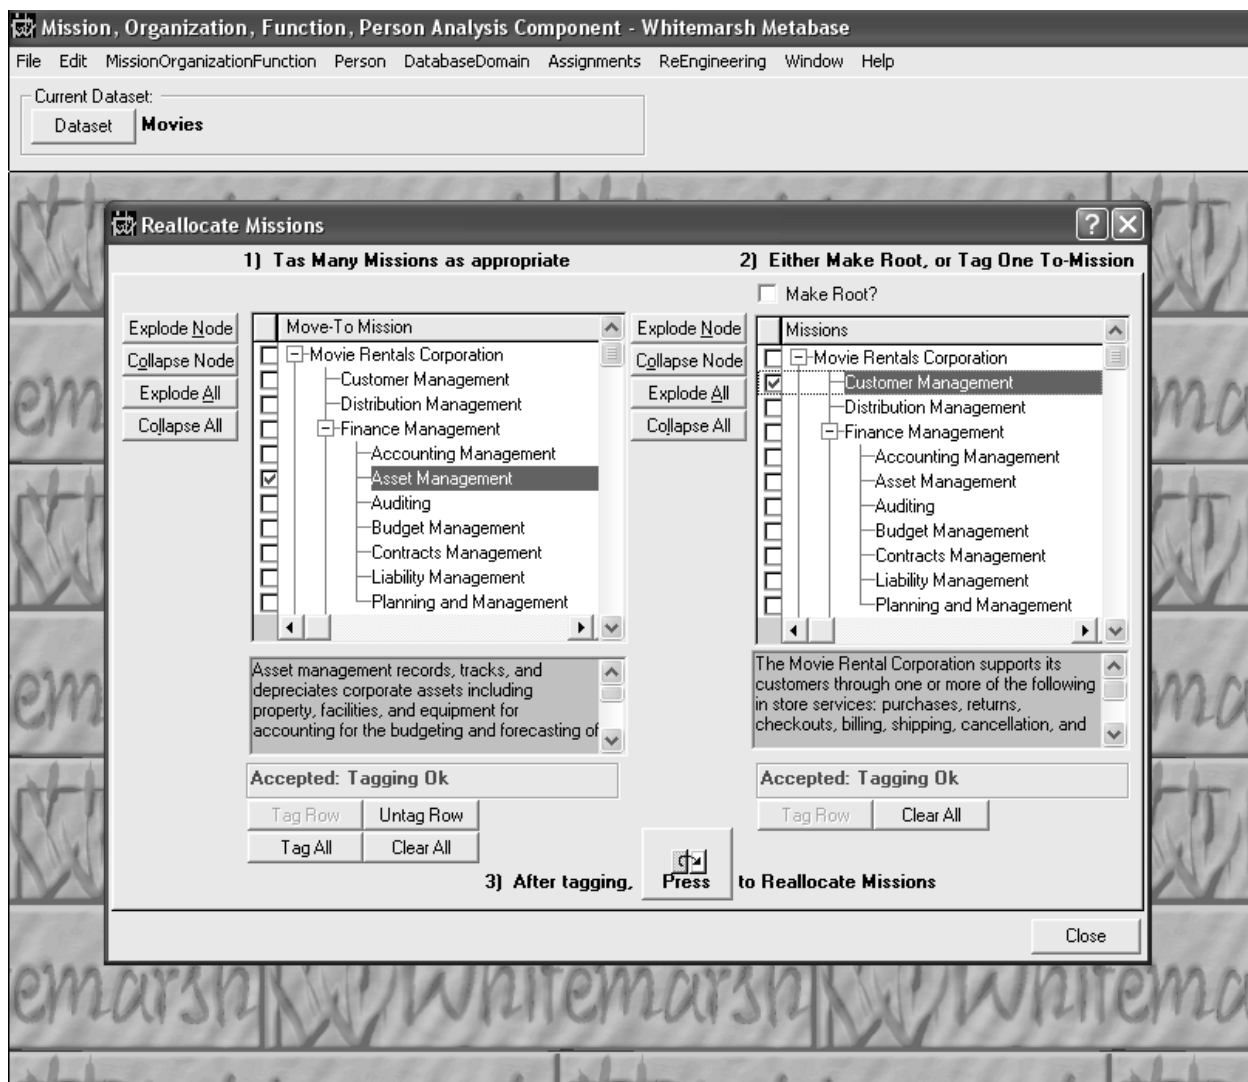 Mission, Organization, Function, Person Analysis Component - Whitemarsh Metabase
File Edit MissionOrganizationFunction Person DatabaseDomain Assignments ReEngineering Window Help
Current Dataset:
Dataset Movies
Reallocate Missions
1) Tas Many Missions as appropriate
2) Either Make Root, or Tag One To-Mission
Make Root?
Explode Node
Collapse Node
Explode All
Collapse All
Move-To Mission
Movie Rentals Corporation
Customer Management
Distribution Management
Finance Management
Accounting Management
Asset Management
Auditing
Budget Management
Contracts Management
Liability Management
Planning and Management
Explode Node
Collapse Node
Explode All
Collapse All
Missions
Movie Rentals Corporation
Customer Management
Distribution Management
Finance Management
Accounting Management
Asset Management
Auditing
Budget Management
Contracts Management
Liability Management
Planning and Management
Asset management records, tracks, and
depreciates corporate assets including
property, facilities, and equipment for
accounting for the budgeting and forecasting of
The Movie Rental Corporation supports its
customers through one or more of the following
in store services: purchases, returns,
checkouts, billing, shipping, cancellation, and
Accepted: Tagging Ok
Accepted: Tagging Ok
Tag Row Untag Row
Tag All Clear All
Tag Row Clear All
3) After tagging, Press to Reallocate Missions
Close
Whitemarsh